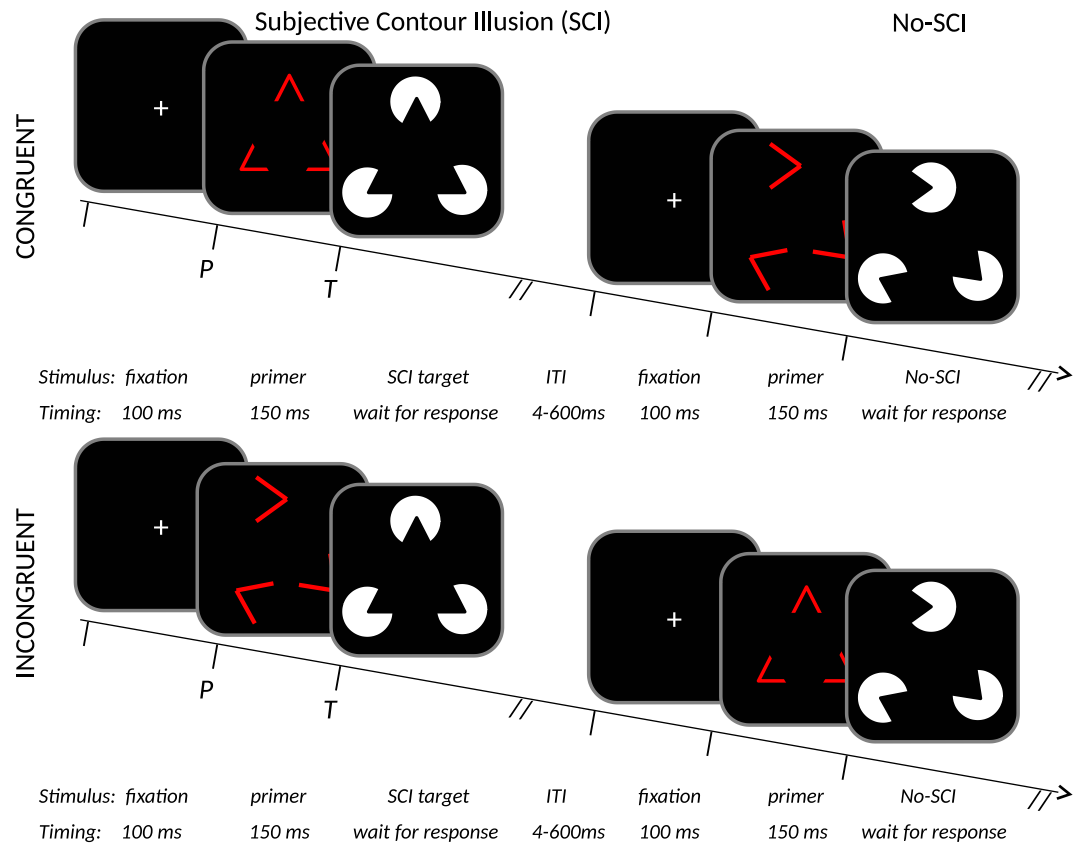 Subjective Contour Illusion (SCI) No-SCI
CONGRUENT
+
+
P
T
Stimulus: fixation primer SCI target ITI fixation primer No-SCI
Timing: 100 ms 150 ms wait for response 4-600ms 100 ms 150 ms wait for response
INCONGRUENT
+
+
P
T
Stimulus: fixation primer SCI target ITI fixation primer No-SCI
Timing: 100 ms 150 ms wait for response 4-600ms 100 ms 150 ms wait for response